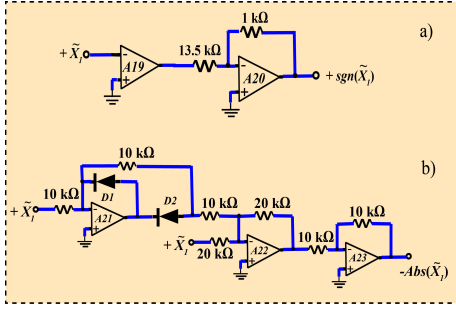 1 kΩ
a)
+ X̃₁
13.5 kΩ
A19
A20
+ sgn(X̃₁)
10 kΩ
b)
10 kΩ
D1
D2
10 kΩ
20 kΩ
10 kΩ
+ X̃₁
A21
10 kΩ
+ X̃₁
20 kΩ
A22
A23
-Abs(X̃₁)